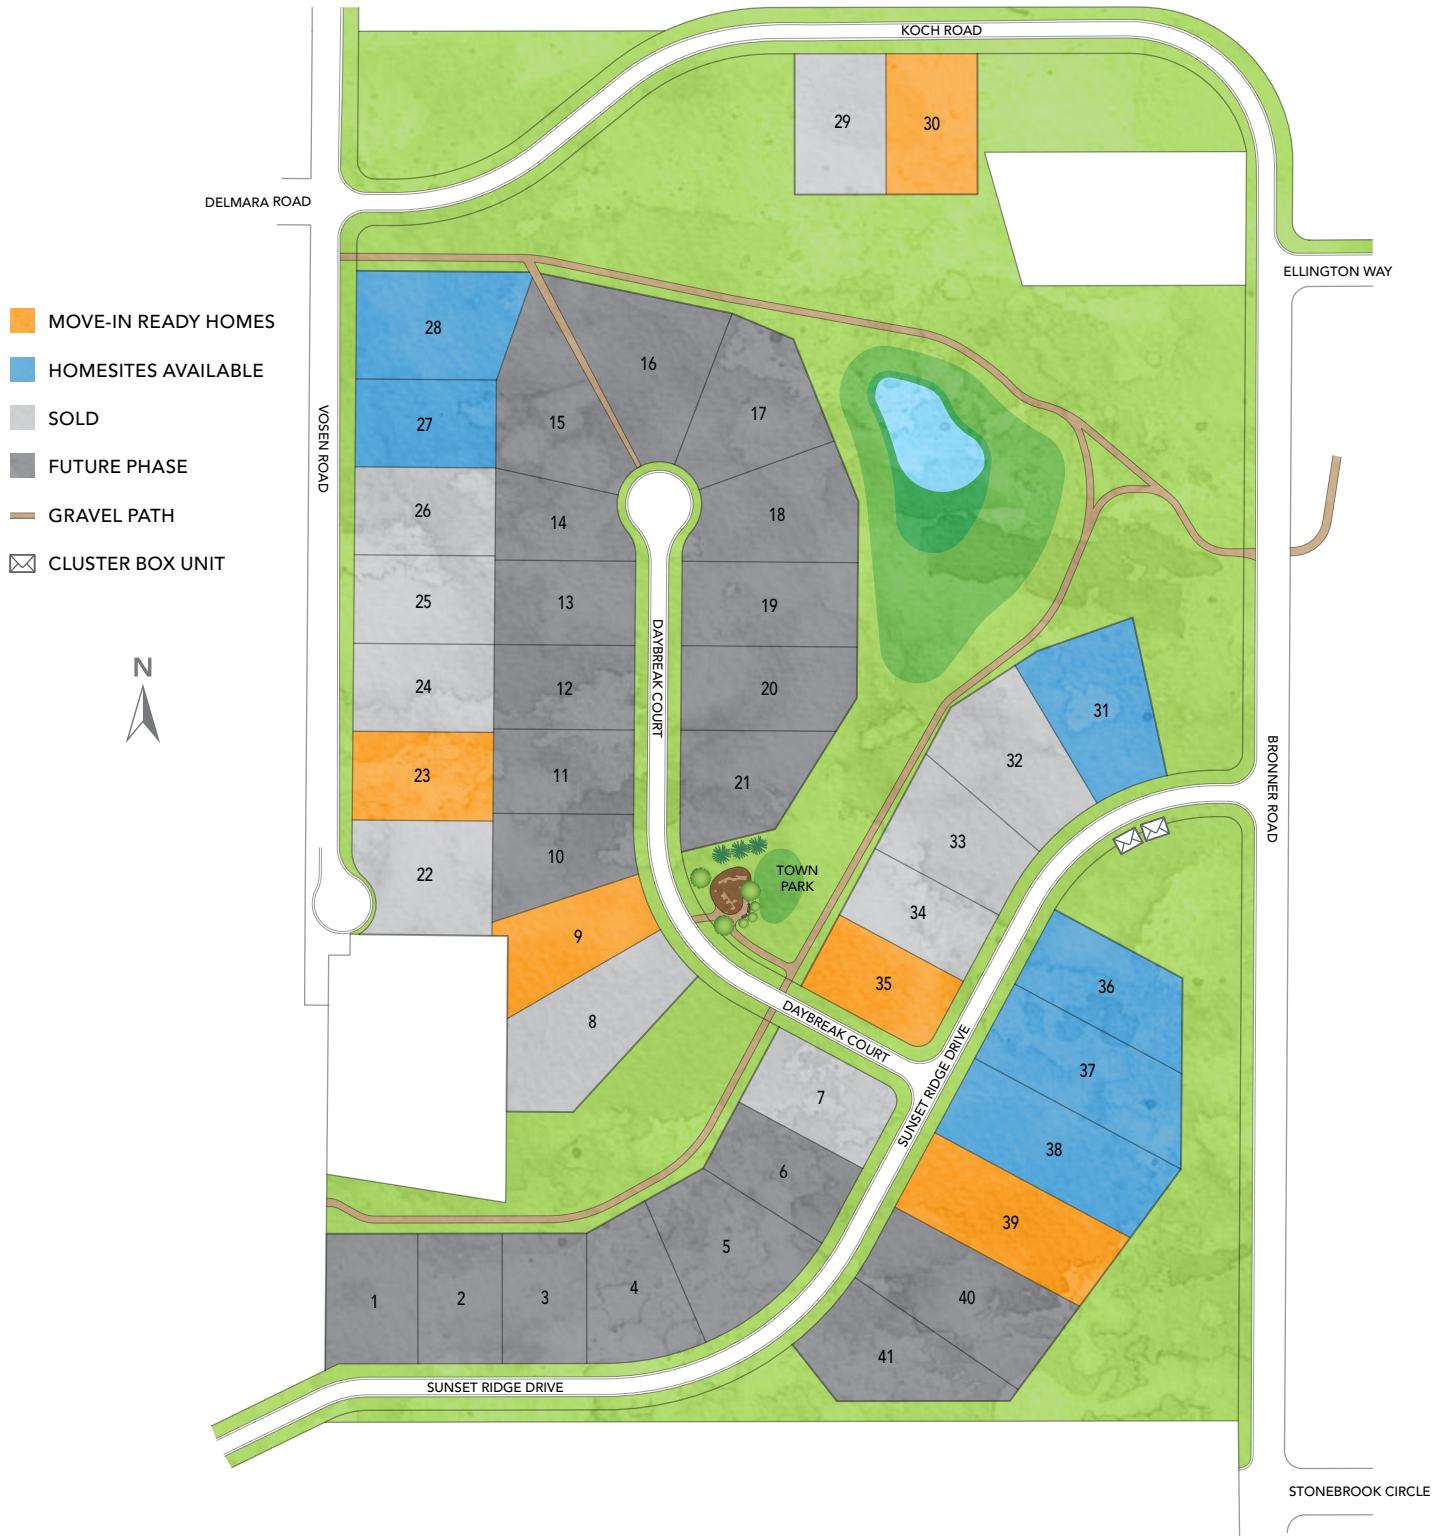 KOCH ROAD
29
30
DELMARA ROAD
ELLINGTON WAY
MOVE-IN READY HOMES
HOMESITES AVAILABLE
SOLD
FUTURE PHASE
GRAVEL PATH
CLUSTER BOX UNIT
N
VOSEN ROAD
28
27
26
25
24
23
22
16
15
17
14
18
13
19
12
20
11
21
10
9
8
DAYBREAK COURT
TOWN
PARK
31
32
33
34
35
BRONNER ROAD
DAYBREAK COURT
SUNSET RIDGE DRIVE
36
37
38
39
40
41
7
6
5
4
3
2
1
SUNSET RIDGE DRIVE
STONEBROOK CIRCLE